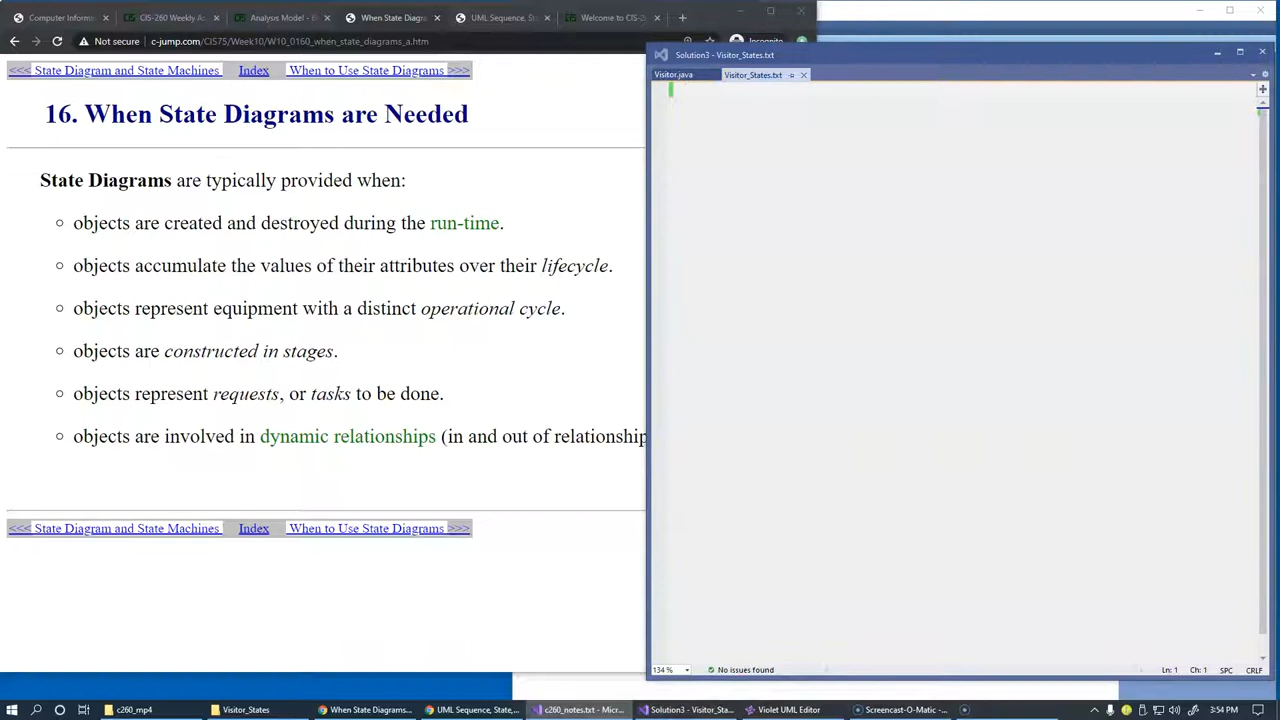 Computer Informa
CIS-260 Weekly As
Analysis Model - El
When State Diagra
UML Sequence, St
Welcome to CIS-2
Not secure
c-jump.com/CIS75/Week10/W10_0160_when_state_diagrams_a.htm
Incognito
<<< State Diagram and State Machines Index When to Use State Diagrams >>>
16. When State Diagrams are Needed
State Diagrams are typically provided when:
objects are created and destroyed during the run-time.
objects accumulate the values of their attributes over their lifecycle.
objects represent equipment with a distinct operational cycle.
objects are constructed in stages.
objects represent requests, or tasks to be done.
objects are involved in dynamic relationships (in and out of relationship
<<< State Diagram and State Machines Index When to Use State Diagrams >>>
Solution3 - Visitor_States.txt
Visitor.java
Visitor_States.txt
134 %
No issues found
Ln: 1
Ch: 1
SPC
CRLF
c260_mp4
Visitor_States
When State Diagrams...
UML Sequence, State,...
c260_notes.txt - Micr...
Solution3 - Visitor_Sta...
Violet UML Editor
Screencast-O-Matic -
3:54 PM